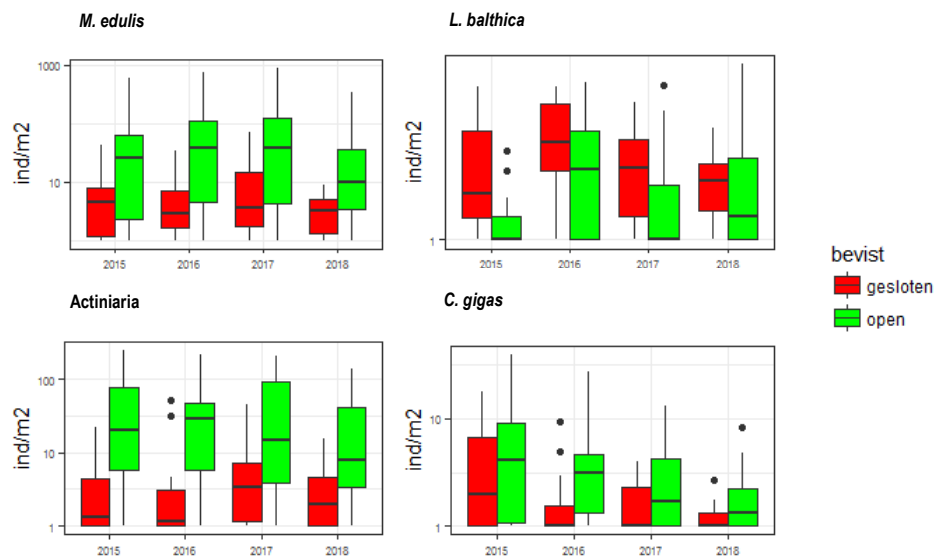 M. edulis
L. balthica
1000
10
ind/m2
2015 2016 2017 2018
ind/m2
1
2015 2016 2017 2018
bevist
gesloten
open
Actiniaria
C. gigas
100
10
1
ind/m2
2015 2016 2017 2018
10
1
ind/m2
2015 2016 2017 2018